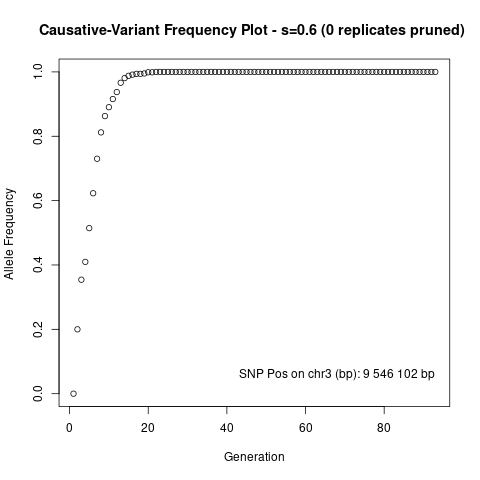 Causative-Variant Frequency Plot - s=0.6 (0 replicates pruned)
1.0
0.8
0.6
0.4
0.2
0.0
Allele Frequency
SNP Pos on chr3 (bp): 9 546 102 bp
0 20 40 60 80
Generation